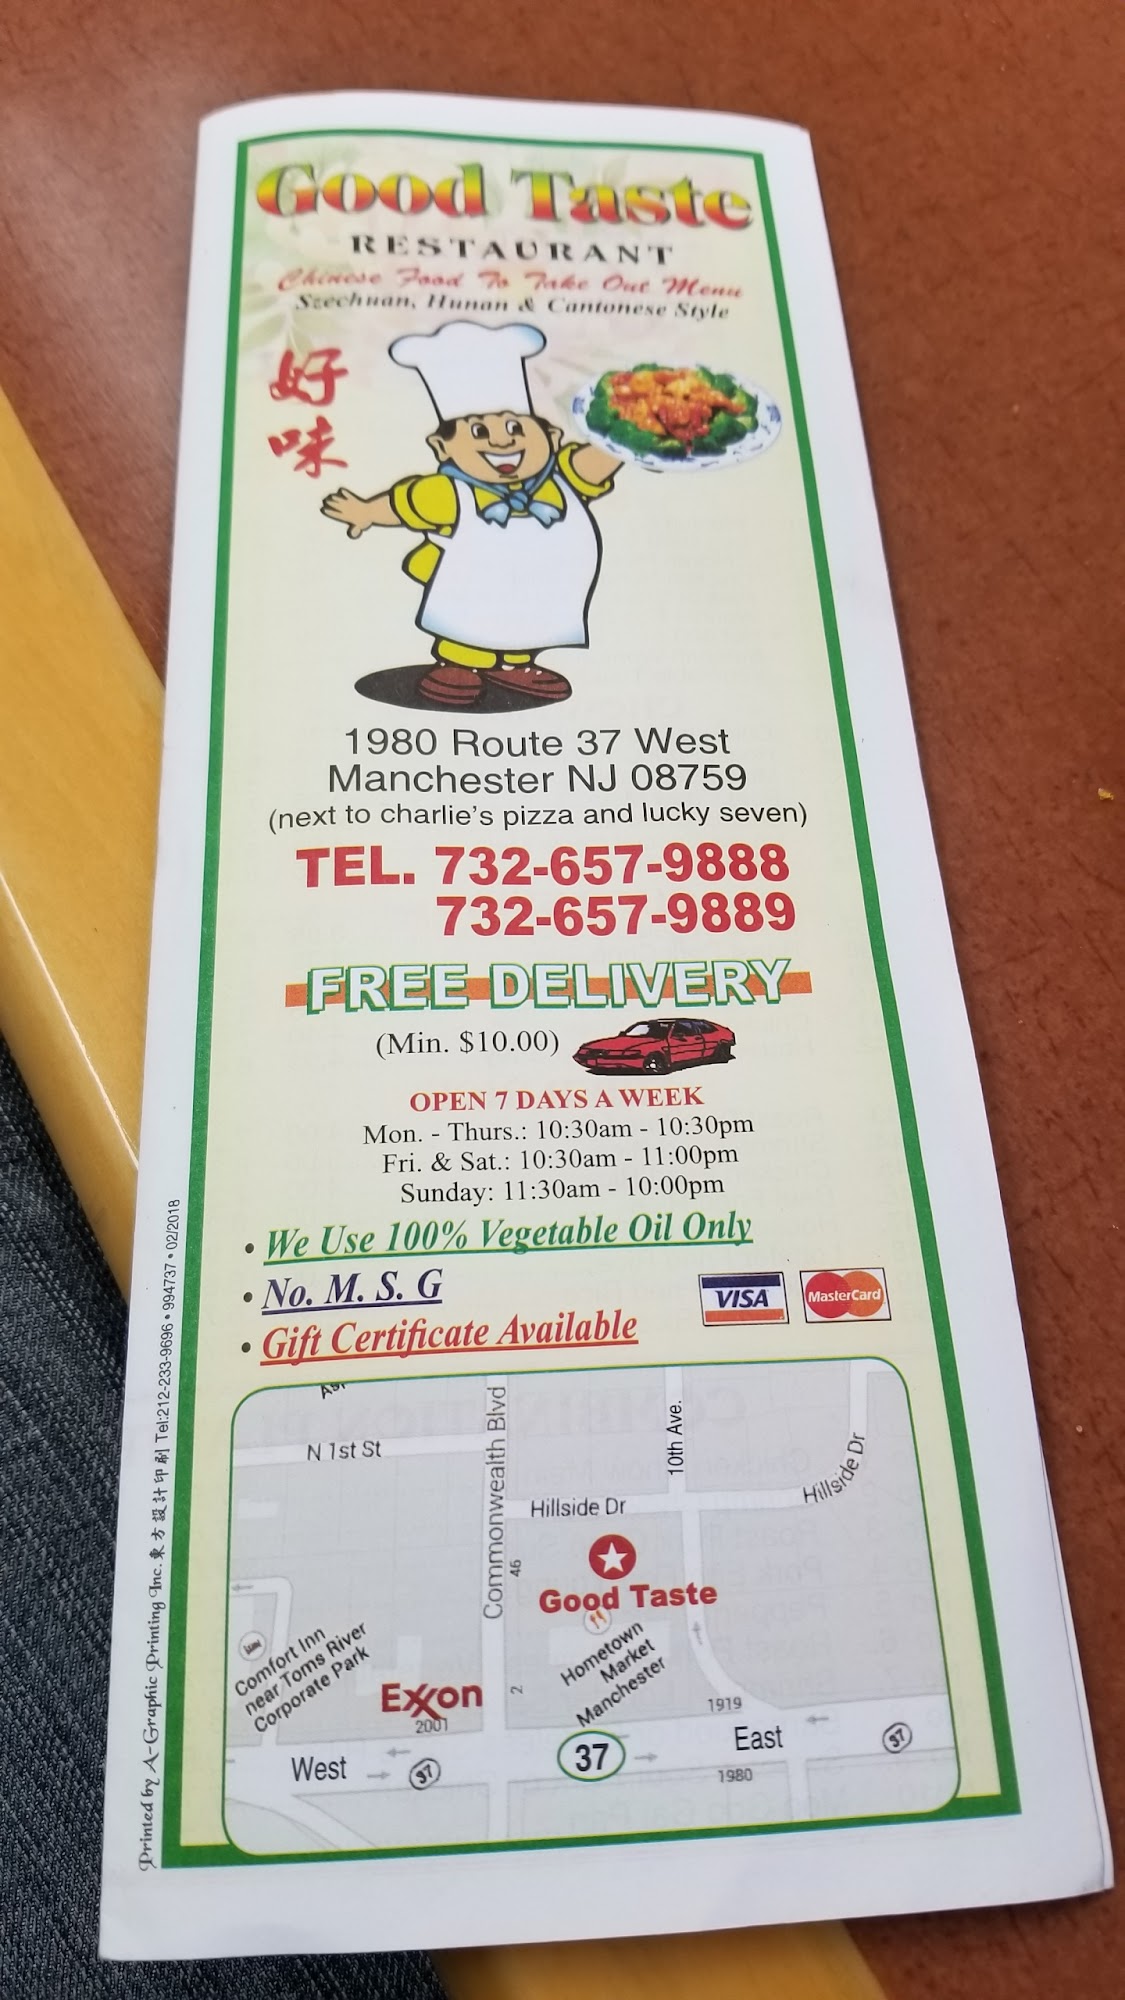 Good Taste
RESTAURANT
Chinese Food To Take Out Menu
Szechuan, Hunan & Cantonese Style
好
味
1980 Route 37 West
Manchester NJ 08759
(next to charlie's pizza and lucky seven)
TEL. 732-657-9888
732-657-9889
FREE DELIVERY
(Min. $10.00)
OPEN 7 DAYS A WEEK
Mon. - Thurs.: 10:30am - 10:30pm
Fri. & Sat.: 10:30am - 11:00pm
Sunday: 11:30am - 10:00pm
• We Use 100% Vegetable Oil Only
• No. M. S. G
• Gift Certificate Available
VISA
MasterCard
N 1st St
Commonwealth Blvd
10th Ave.
Hillside Dr
Hillside Dr
46
Good Taste
Hometown
Market
Manchester
Comfort Inn
near Toms River
Corporate Park
Exxon
2001
2
1919
West
37
37
East
37
1980
Printed by A-Graphic Printing Inc. 東方設計印刷 Tel:212-233-9696 • 994737 • 02/2018